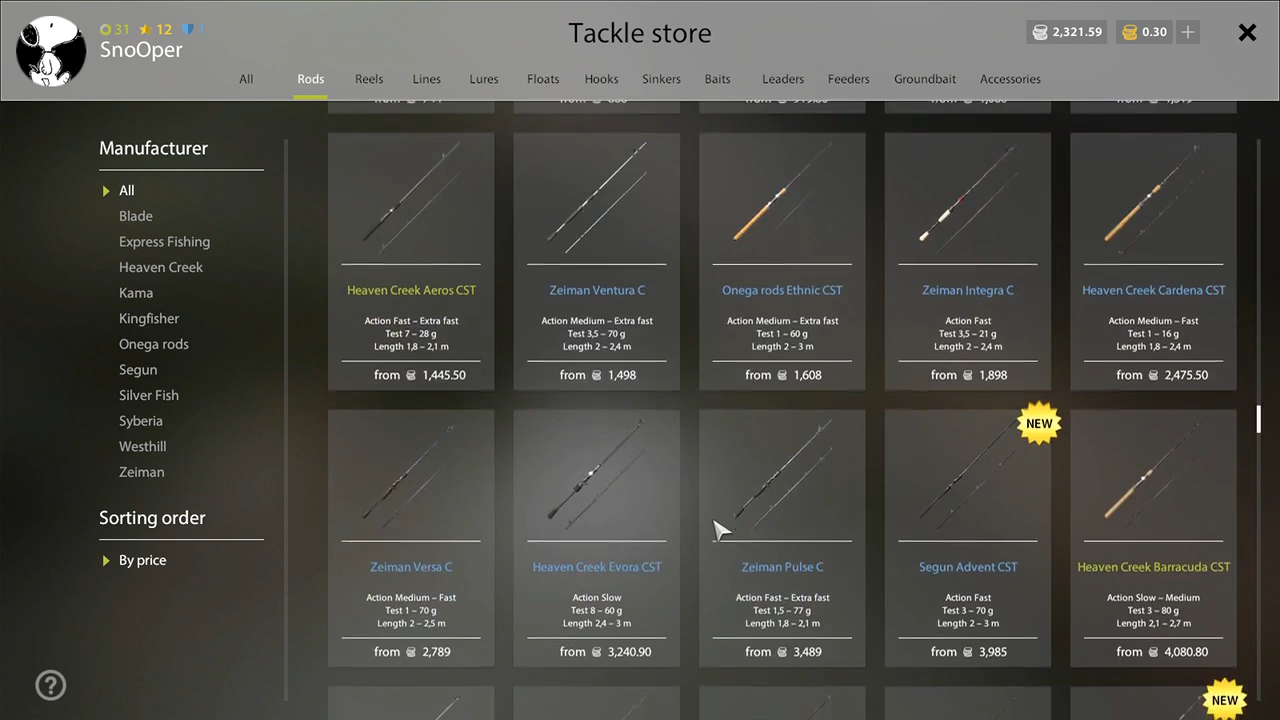 31 12 1
SnoOper
Tackle store
2,321.59
0.30
All Rods Reels Lines Lures Floats Hooks Sinkers Baits Leaders Feeders Groundbait Accessories
Manufacturer
All
Blade
Express Fishing
Heaven Creek
Kama
Kingfisher
Onega rods
Segun
Silver Fish
Syberia
Westhill
Zeiman
Sorting order
By price
Heaven Creek Aeros CST
Action Fast – Extra fast
Test 7 – 28 g
Length 1,8 – 2,1 m
from 1,445.50
Zeiman Ventura C
Action Medium – Extra fast
Test 3,5 – 70 g
Length 2 – 2,4 m
from 1,498
Onega rods Ethnic CST
Action Medium – Extra fast
Test 1 – 60 g
Length 2 – 3 m
from 1,608
Zeiman Integra C
Action Fast
Test 3,5 – 21 g
Length 2 – 2,4 m
from 1,898
Heaven Creek Cardena CST
Action Medium – Fast
Test 1 – 16 g
Length 1,8 – 2,4 m
from 2,475.50
Zeiman Versa C
Action Medium – Fast
Test 1 – 70 g
Length 2 – 2,5 m
from 2,789
Heaven Creek Evora CST
Action Slow
Test 8 – 60 g
Length 2,4 – 3 m
from 3,240.90
Zeiman Pulse C
Action Fast – Extra fast
Test 1,5 – 77 g
Length 1,8 – 2,1 m
from 3,489
NEW
Segun Advent CST
Action Fast
Test 3 – 70 g
Length 2 – 3 m
from 3,985
Heaven Creek Barracuda CST
Action Slow – Medium
Test 3 – 80 g
Length 2,1 – 2,7 m
from 4,080.80
NEW
?